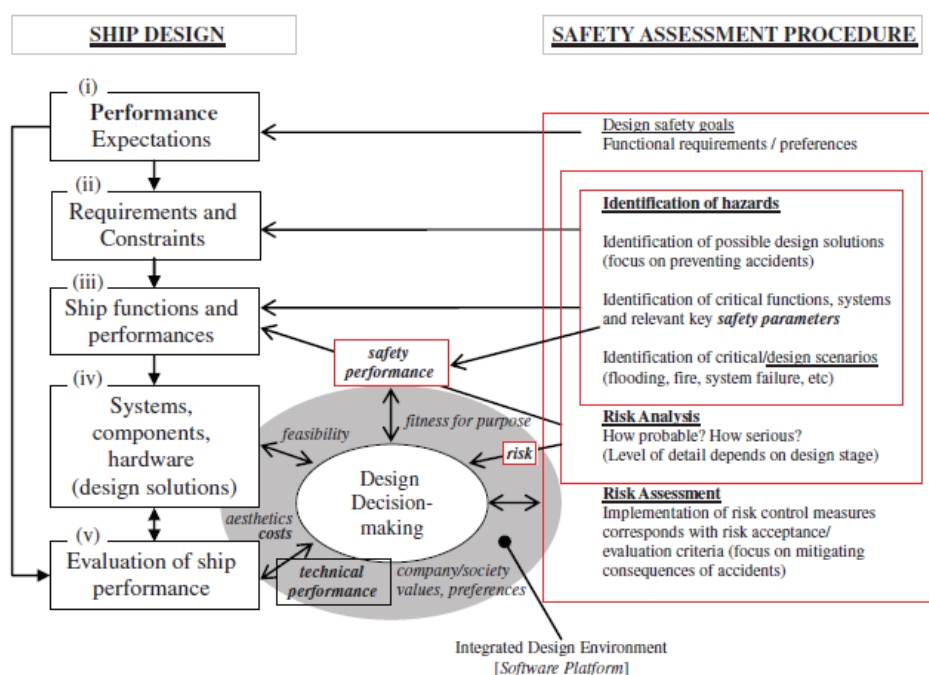 SHIP DESIGN
SAFETY ASSESSMENT PROCEDURE
(i)
Performance
Expectations
(ii)
Requirements and
Constraints
(iii)
Ship functions and
performances
(iv)
Systems,
components,
hardware
(design solutions)
(v)
Evaluation of ship
performance
safety
performance
feasibility
fitness for purpose
risk
Design
Decision-
making
aesthetics
costs
technical
performance
company/society
values, preferences
Integrated Design Environment
[Software Platform]
Design safety goals
Functional requirements / preferences
Identification of hazards
Identification of possible design solutions
(focus on preventing accidents)
Identification of critical functions, systems
and relevant key safety parameters
Identification of critical/design scenarios
(flooding, fire, system failure, etc)
Risk Analysis
How probable? How serious?
(Level of detail depends on design stage)
Risk Assessment
Implementation of risk control measures
corresponds with risk acceptance/
evaluation criteria (focus on mitigating
consequences of accidents)